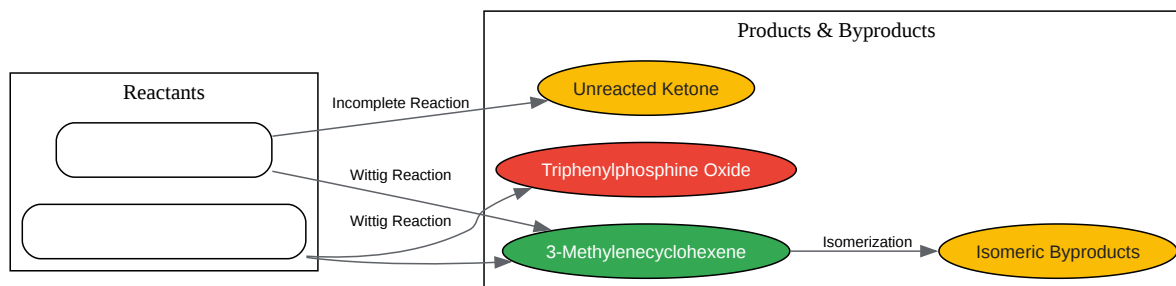 Products & Byproducts
Reactants
Unreacted Ketone
Incomplete Reaction
Triphenylphosphine Oxide
Wittig Reaction
Wittig Reaction
3-Methylenecyclohexene
Isomerization
Isomeric Byproducts